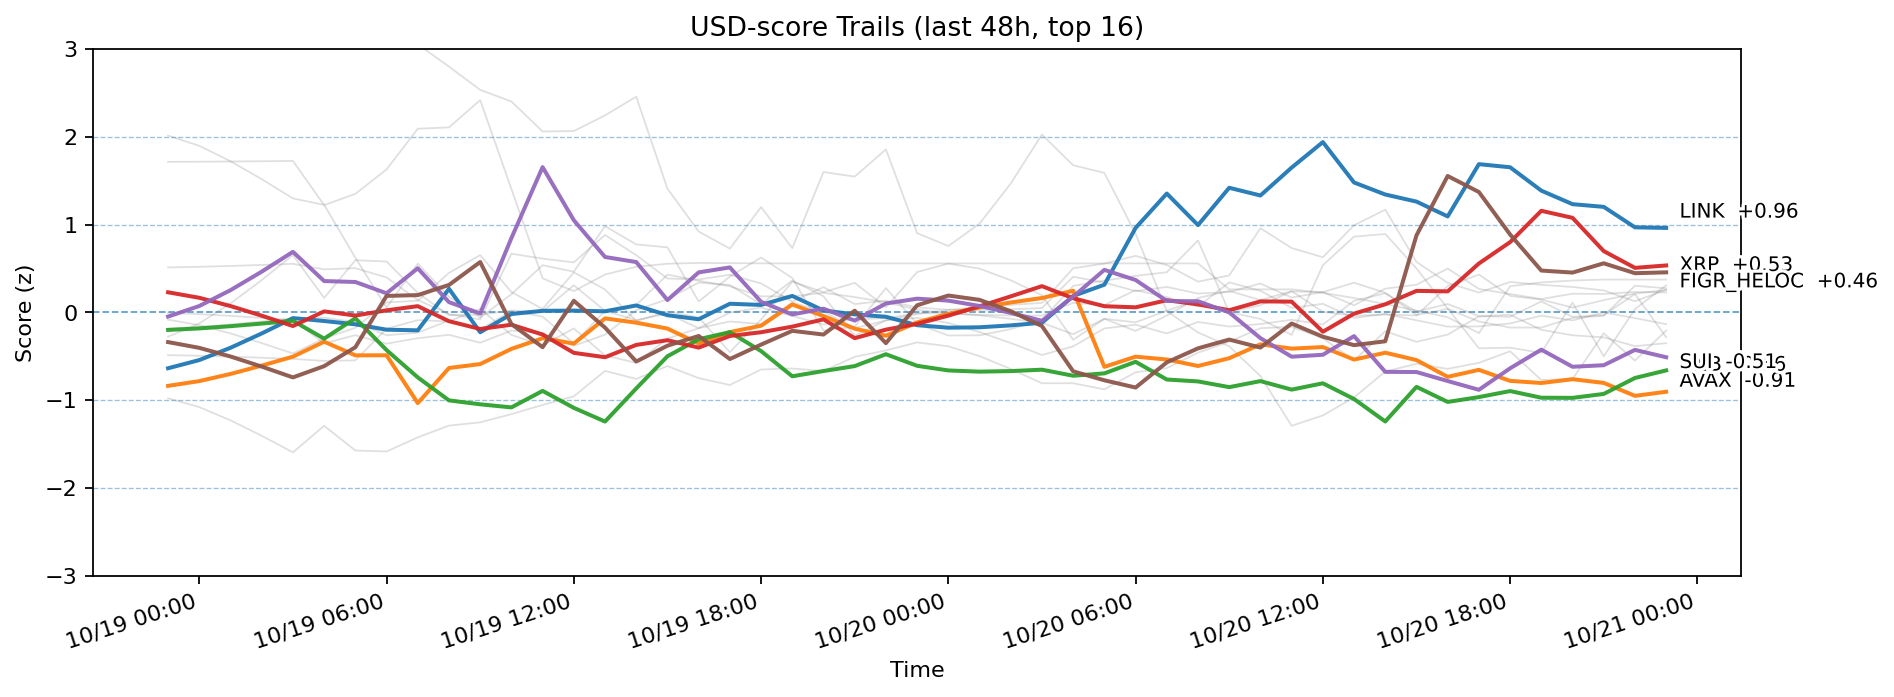 USD-score Trails (last 48h, top 16)
3
2
1
0
−1
−2
−3
Score (z)
LINK +0.96
XRP +0.53
FIGR_HELOC +0.46
SUI -0.51
AVAX -0.91
10/19 00:00
10/19 06:00
10/19 12:00
10/19 18:00
10/20 00:00
10/20 06:00
10/20 12:00
10/20 18:00
10/21 00:00
Time